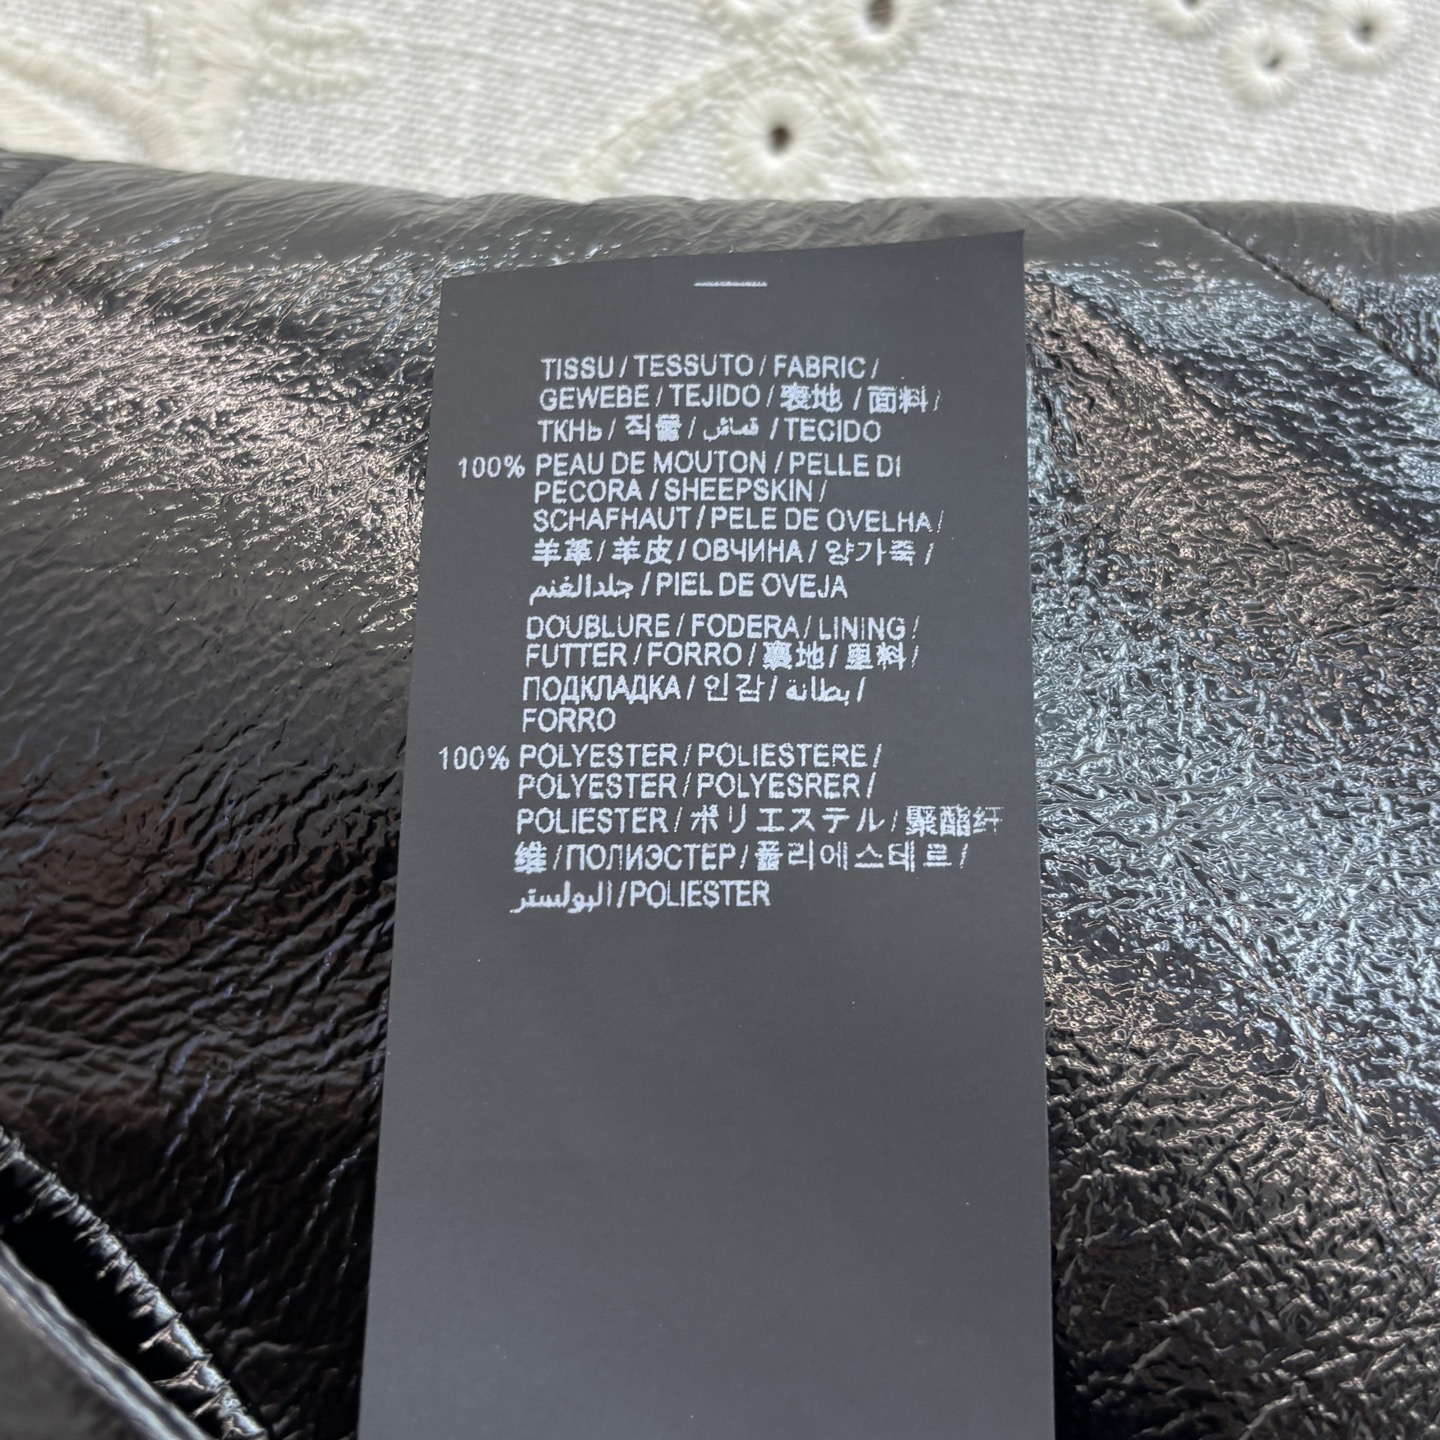 TISSU / TESSUTO / FABRIC /
GEWEBE / TEJIDO / 表地 / 面料 /
ТКНЬ / 직물 / قماش / TECIDO
100% PEAU DE MOUTON / PELLE DI
PECORA / SHEEPSKIN /
SCHAFHAUT / PELE DE OVELHA /
羊革 / 羊皮 / ОВЧИНА / 양가죽 /
جلدالغنم / PIEL DE OVEJA
DOUBLURE / FODERA / LINING /
FUTTER / FORRO / 裏地 / 里料 /
ПОДКЛАДКА / 인감 / بطانة /
FORRO
100% POLYESTER / POLIESTERE /
POLYESTER / POLYESRER /
POLIESTER / ポリエステル / 聚酯纤
维 / ПОЛИЭСТЕР / 폴리에스테르 /
البولستر / POLIESTER